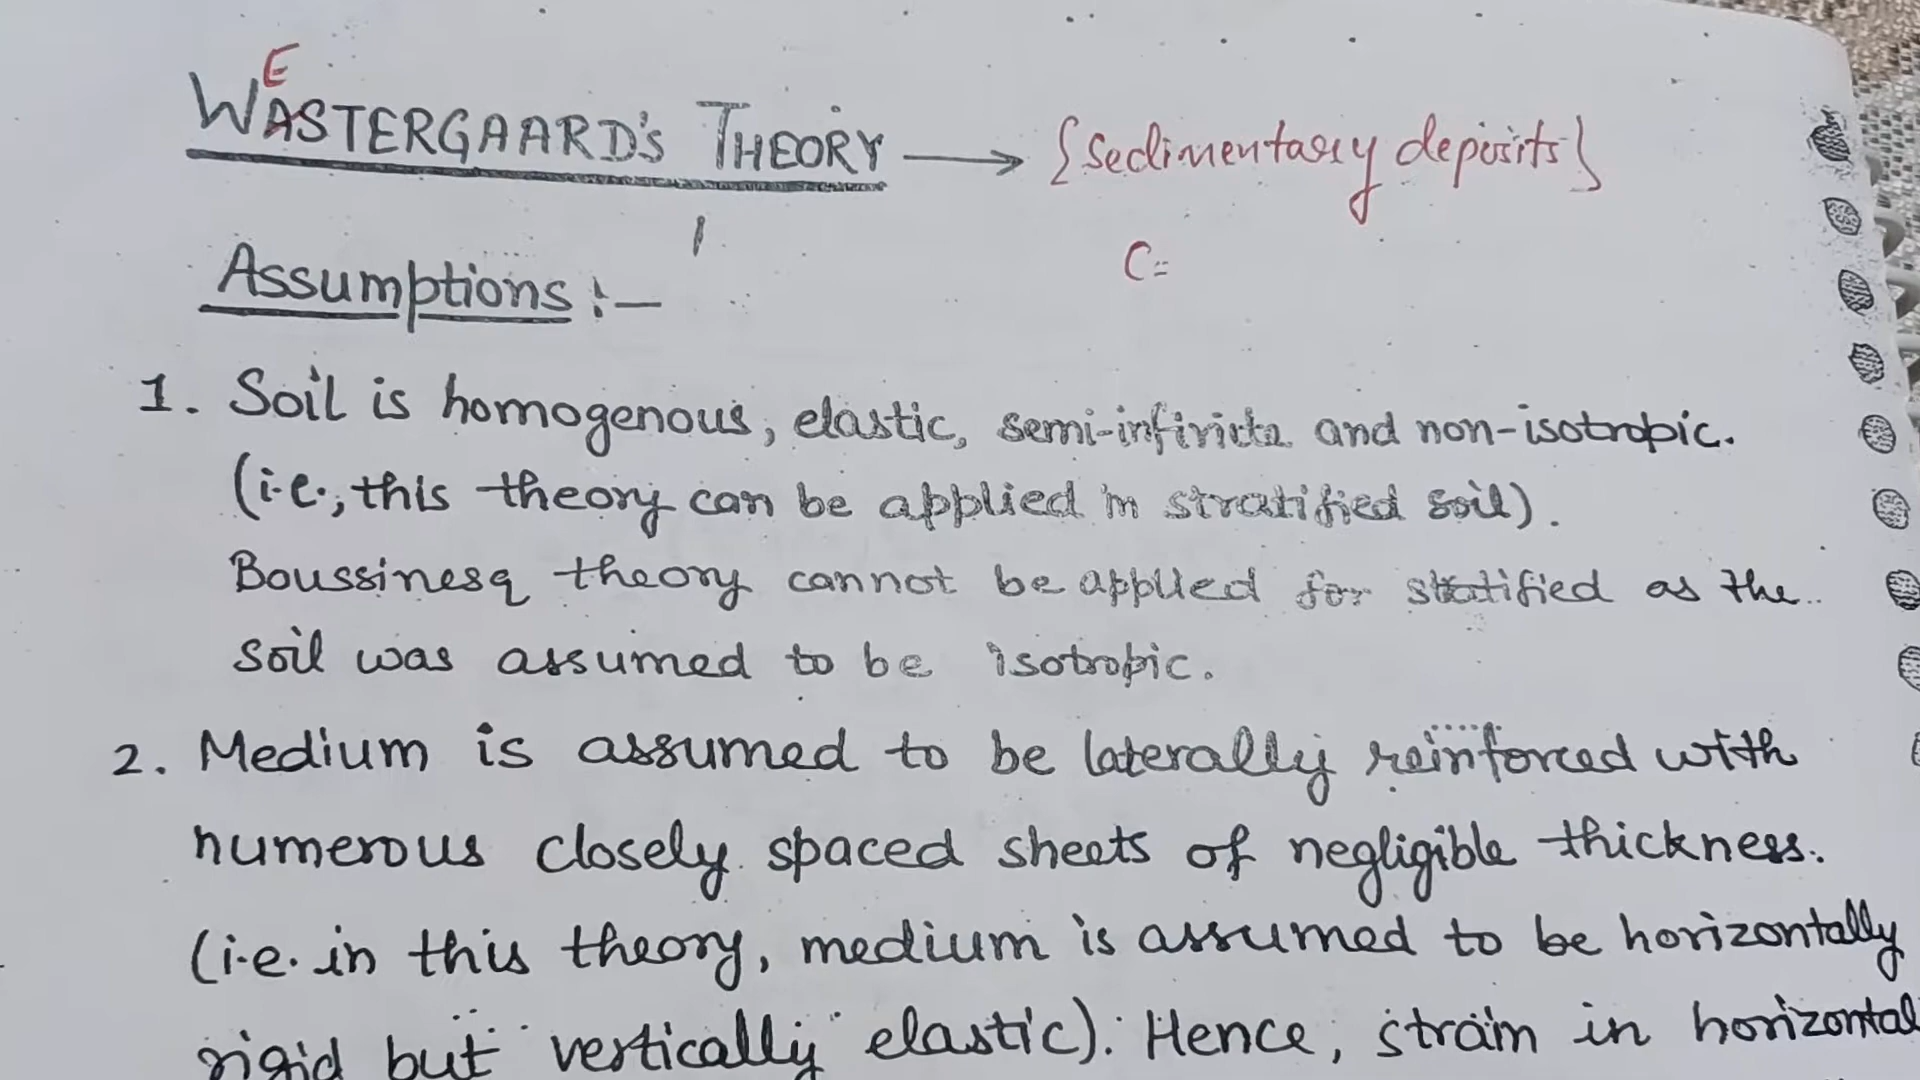 E
WASTERGAARD'S THEORY → {Sedimentary deposits}
C=
Assumptions :—
1. Soil is homogenous, elastic, semi-infinite and non-isotropic.
(i.e., this theory can be applied in stratified soil).
Boussinesq theory cannot be applied for statified as the
soil was assumed to be isotropic.
2. Medium is assumed to be laterally reinforced with
numerous closely spaced sheets of negligible thickness.
(i.e. in this theory, medium is assumed to be horizontally
rigid but vertically elastic). Hence, strain in horizontal